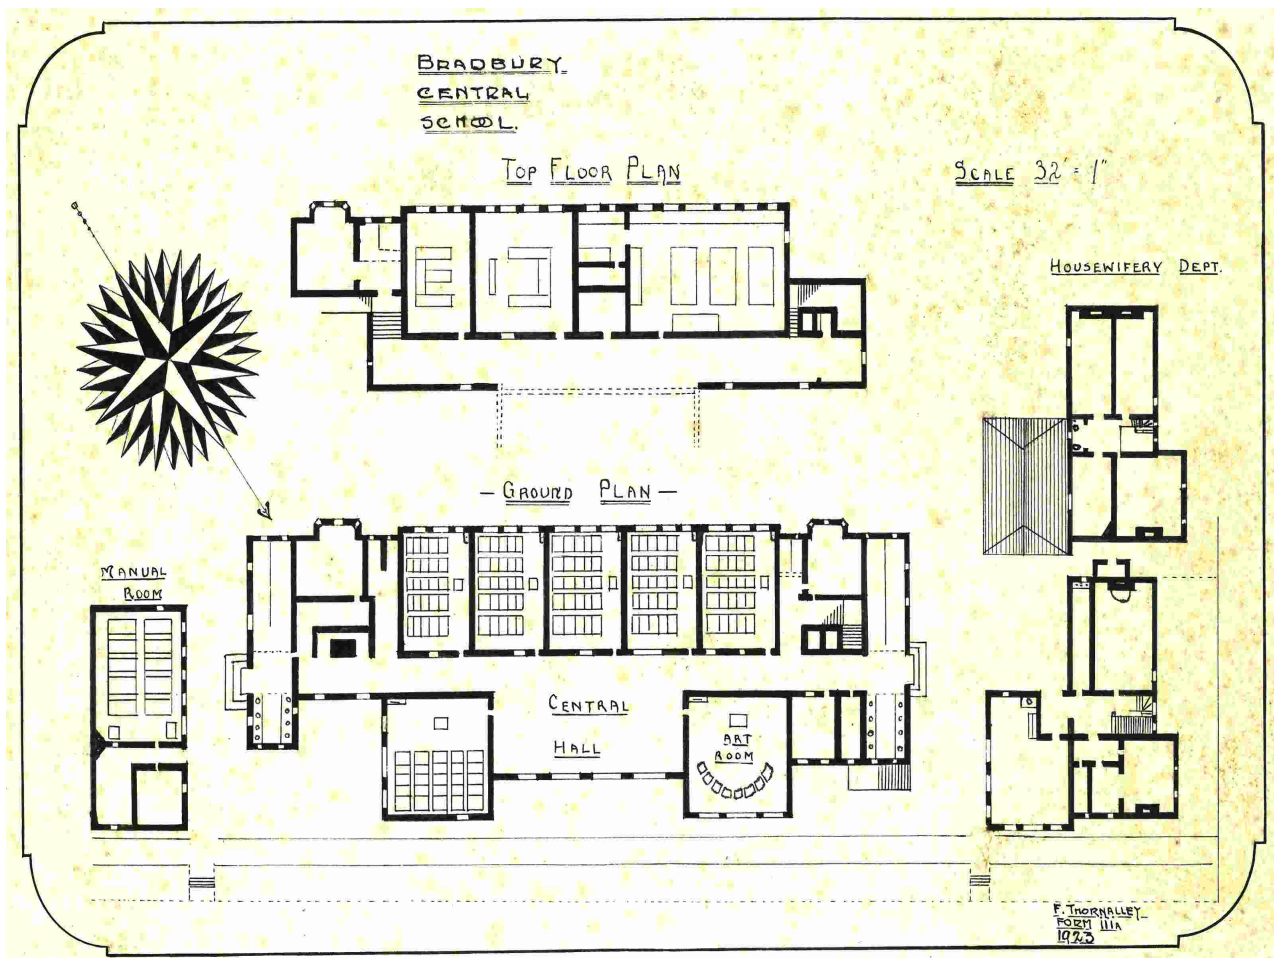 BRADBURY
CENTRAL
SCHOOL.
TOP FLOOR PLAN
SCALE 32' = 1"
HOUSEWIFERY DEPT.
— GROUND PLAN —
MANUAL
ROOM
CENTRAL
HALL
ART
ROOM
F. THORNALLEY
FORM IIIA
1923